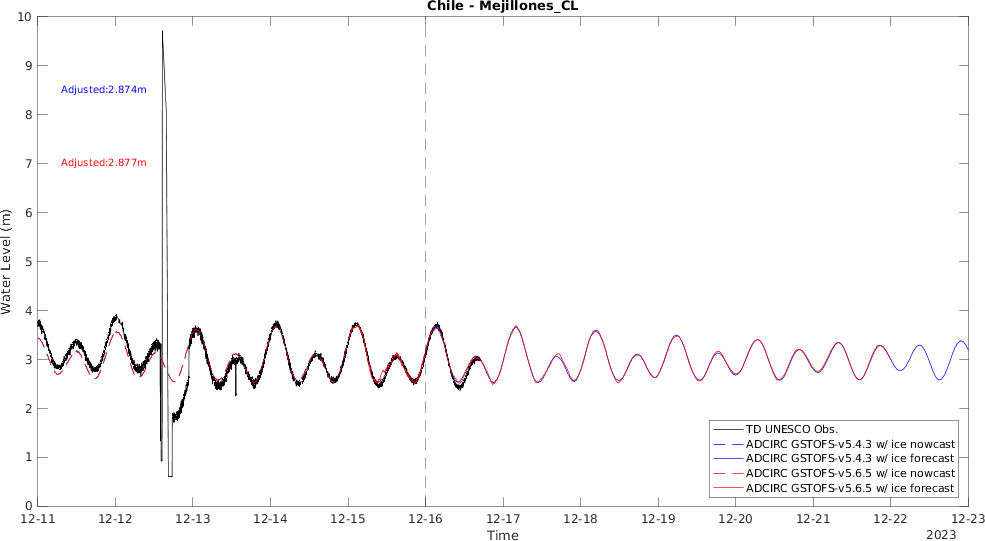 Chile - Mejillones_CL
10
9
8
7
6
5
4
3
2
1
0
Water Level (m)
Adjusted:2.874m
Adjusted:2.877m
TD UNESCO Obs.
ADCIRC GSTOFS-v5.4.3 w/ ice nowcast
ADCIRC GSTOFS-v5.4.3 w/ ice forecast
ADCIRC GSTOFS-v5.6.5 w/ ice nowcast
ADCIRC GSTOFS-v5.6.5 w/ ice forecast
12-11 12-12 12-13 12-14 12-15 12-16 12-17 12-18 12-19 12-20 12-21 12-22 12-23
Time
2023